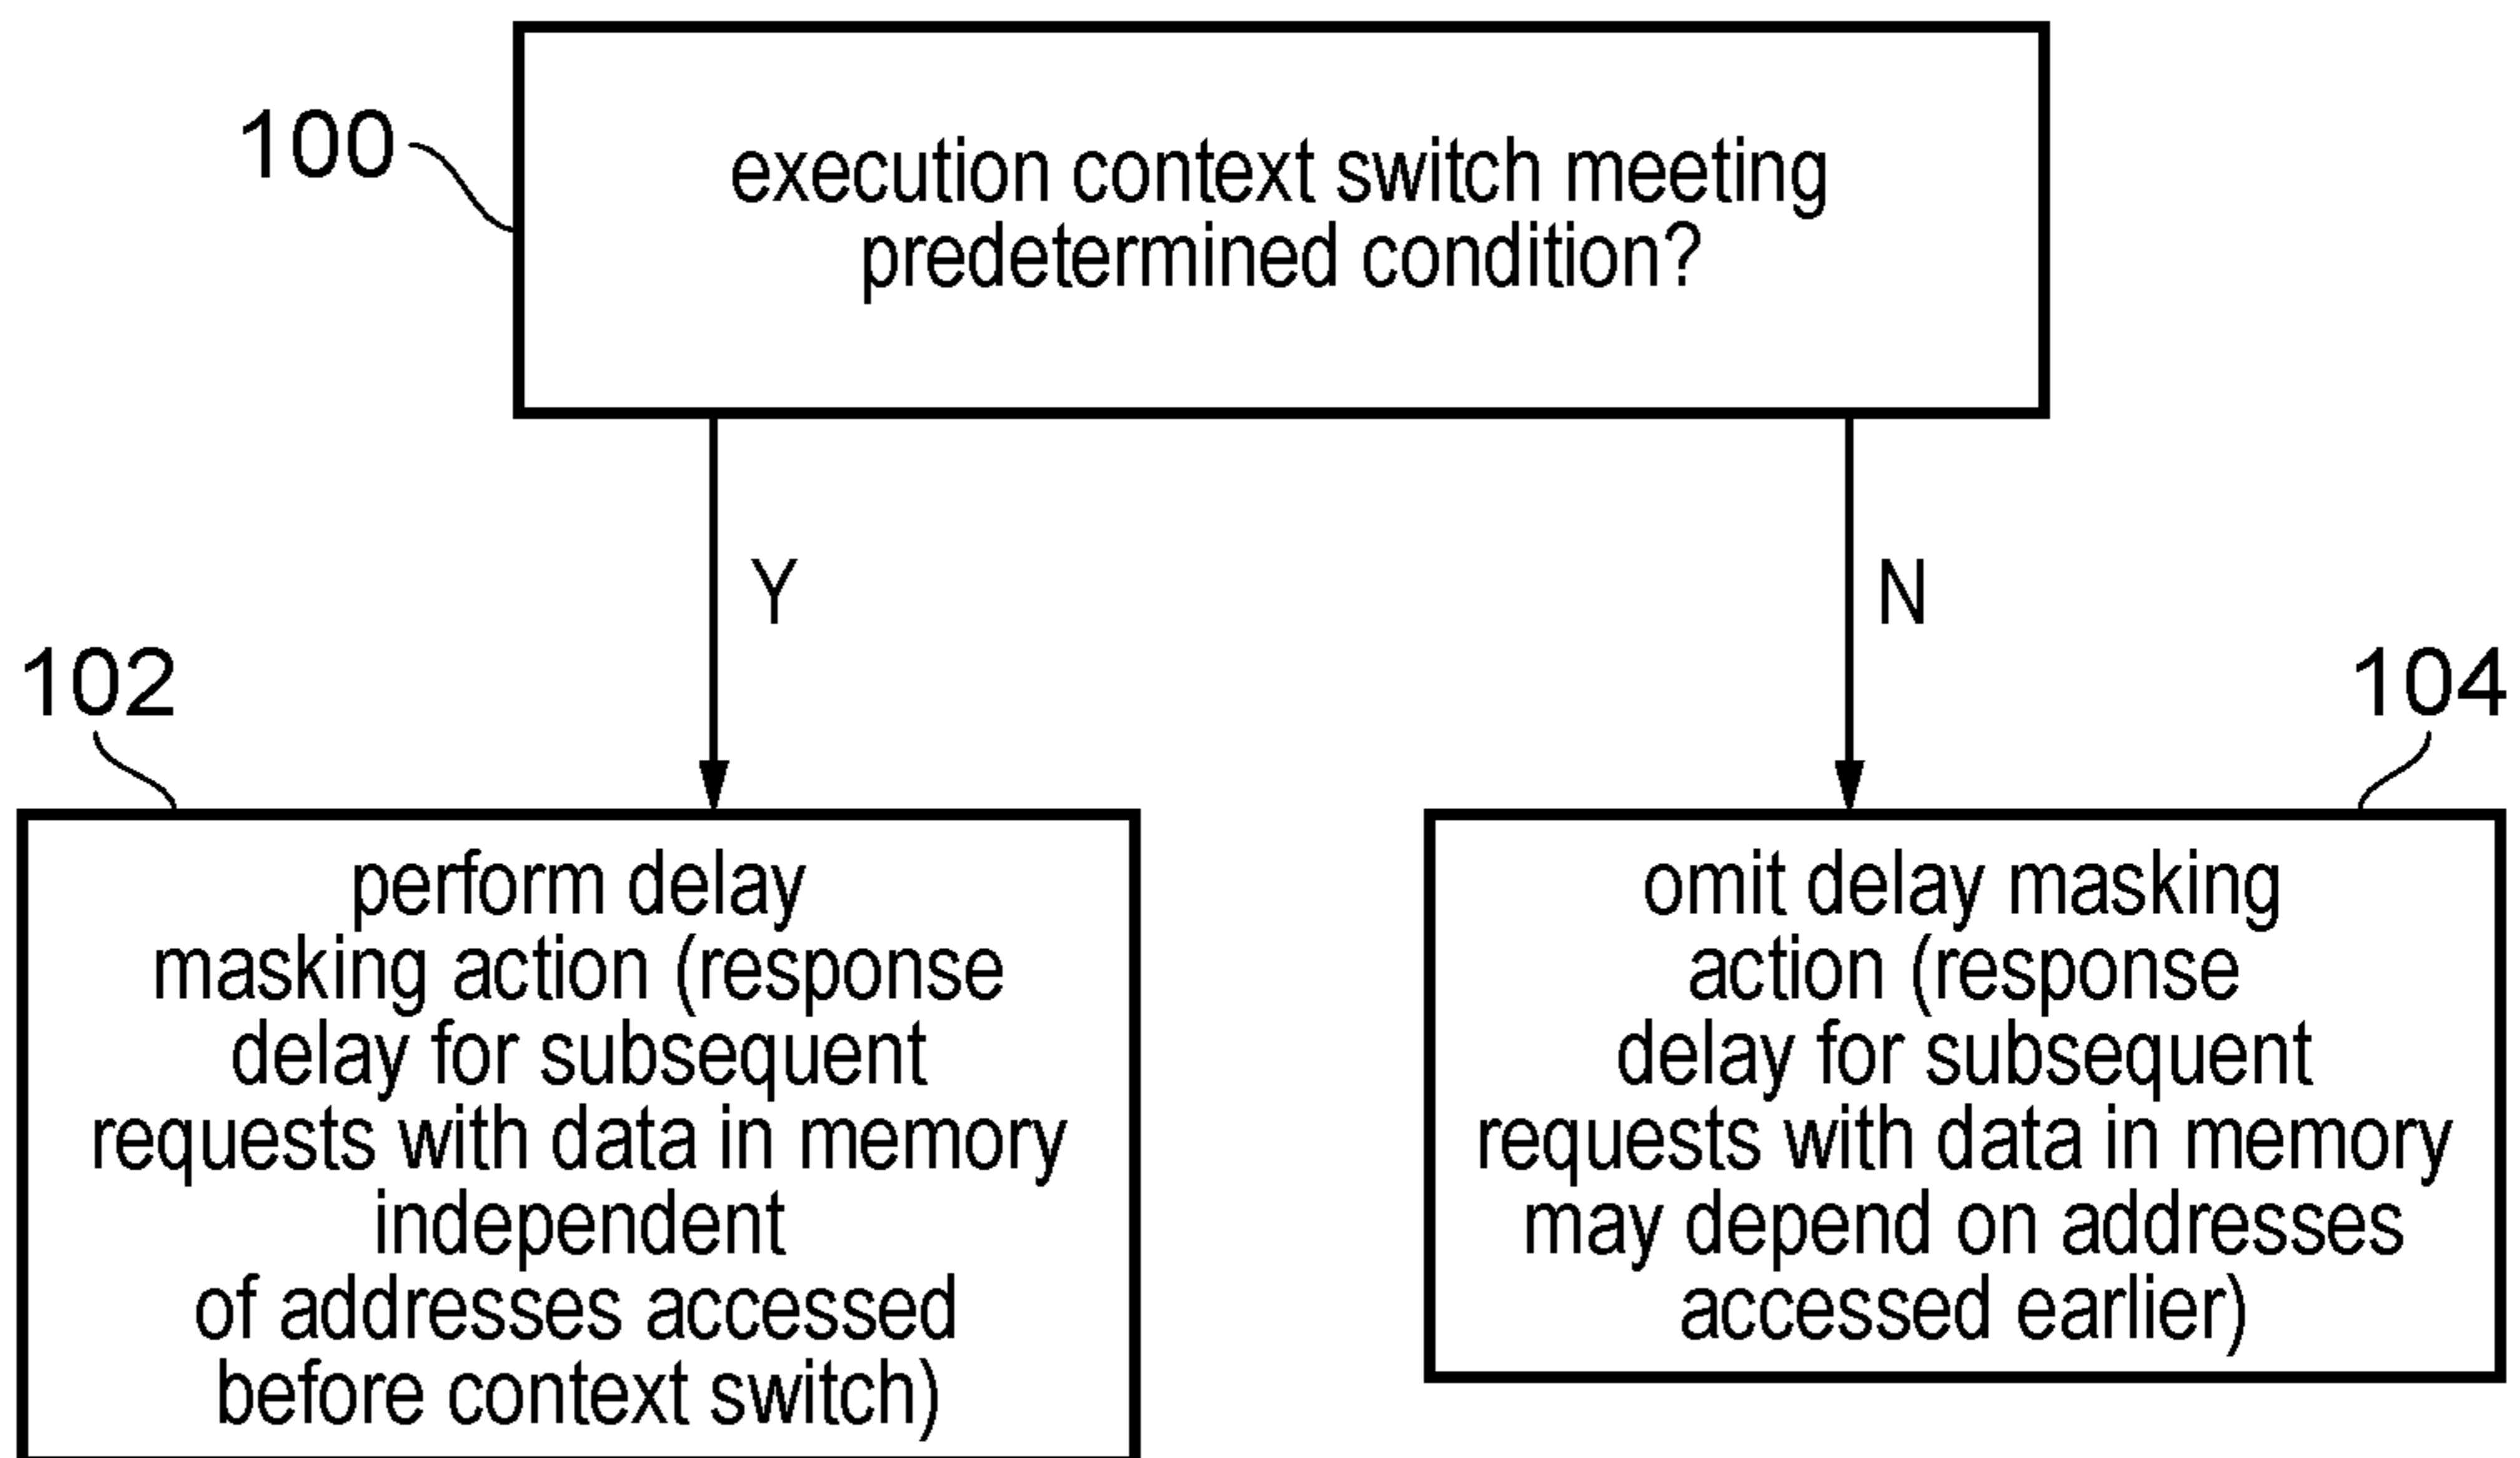 100
execution context switch meeting
predetermined condition?
Y
N
102
104
perform delay
masking action (response
delay for subsequent
requests with data in memory
independent
of addresses accessed
before context switch)
omit delay masking
action (response
delay for subsequent
requests with data in memory
may depend on addresses
accessed earlier)